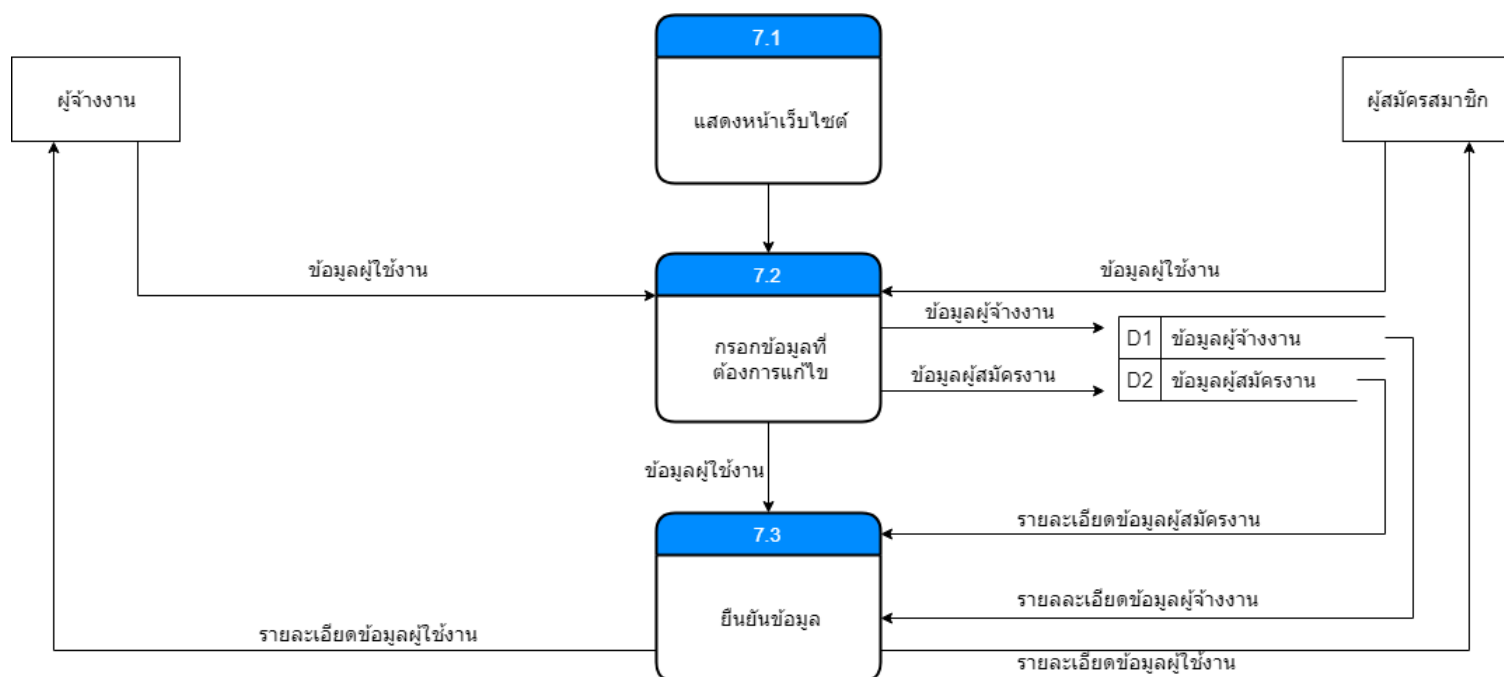 7.1
แสดงหน้าเว็บไซต์
ผู้จ้างงาน
ผู้สมัครสมาชิก
ข้อมูลผู้ใช้งาน
7.2
ข้อมูลผู้ใช้งาน
กรอกข้อมูลที่
ต้องการแก้ไข
ข้อมูลผู้จ้างงาน
ข้อมูลผู้สมัครงาน
D1 ข้อมูลผู้จ้างงาน
D2 ข้อมูลผู้สมัครงาน
ข้อมูลผู้ใช้งาน
7.3
รายละเอียดข้อมูลผู้สมัครงาน
ยืนยันข้อมูล
รายลละเอียดข้อมูลผู้จ้างงาน
รายละเอียดข้อมูลผู้ใช้งาน
รายละเอียดข้อมูลผู้ใช้งาน